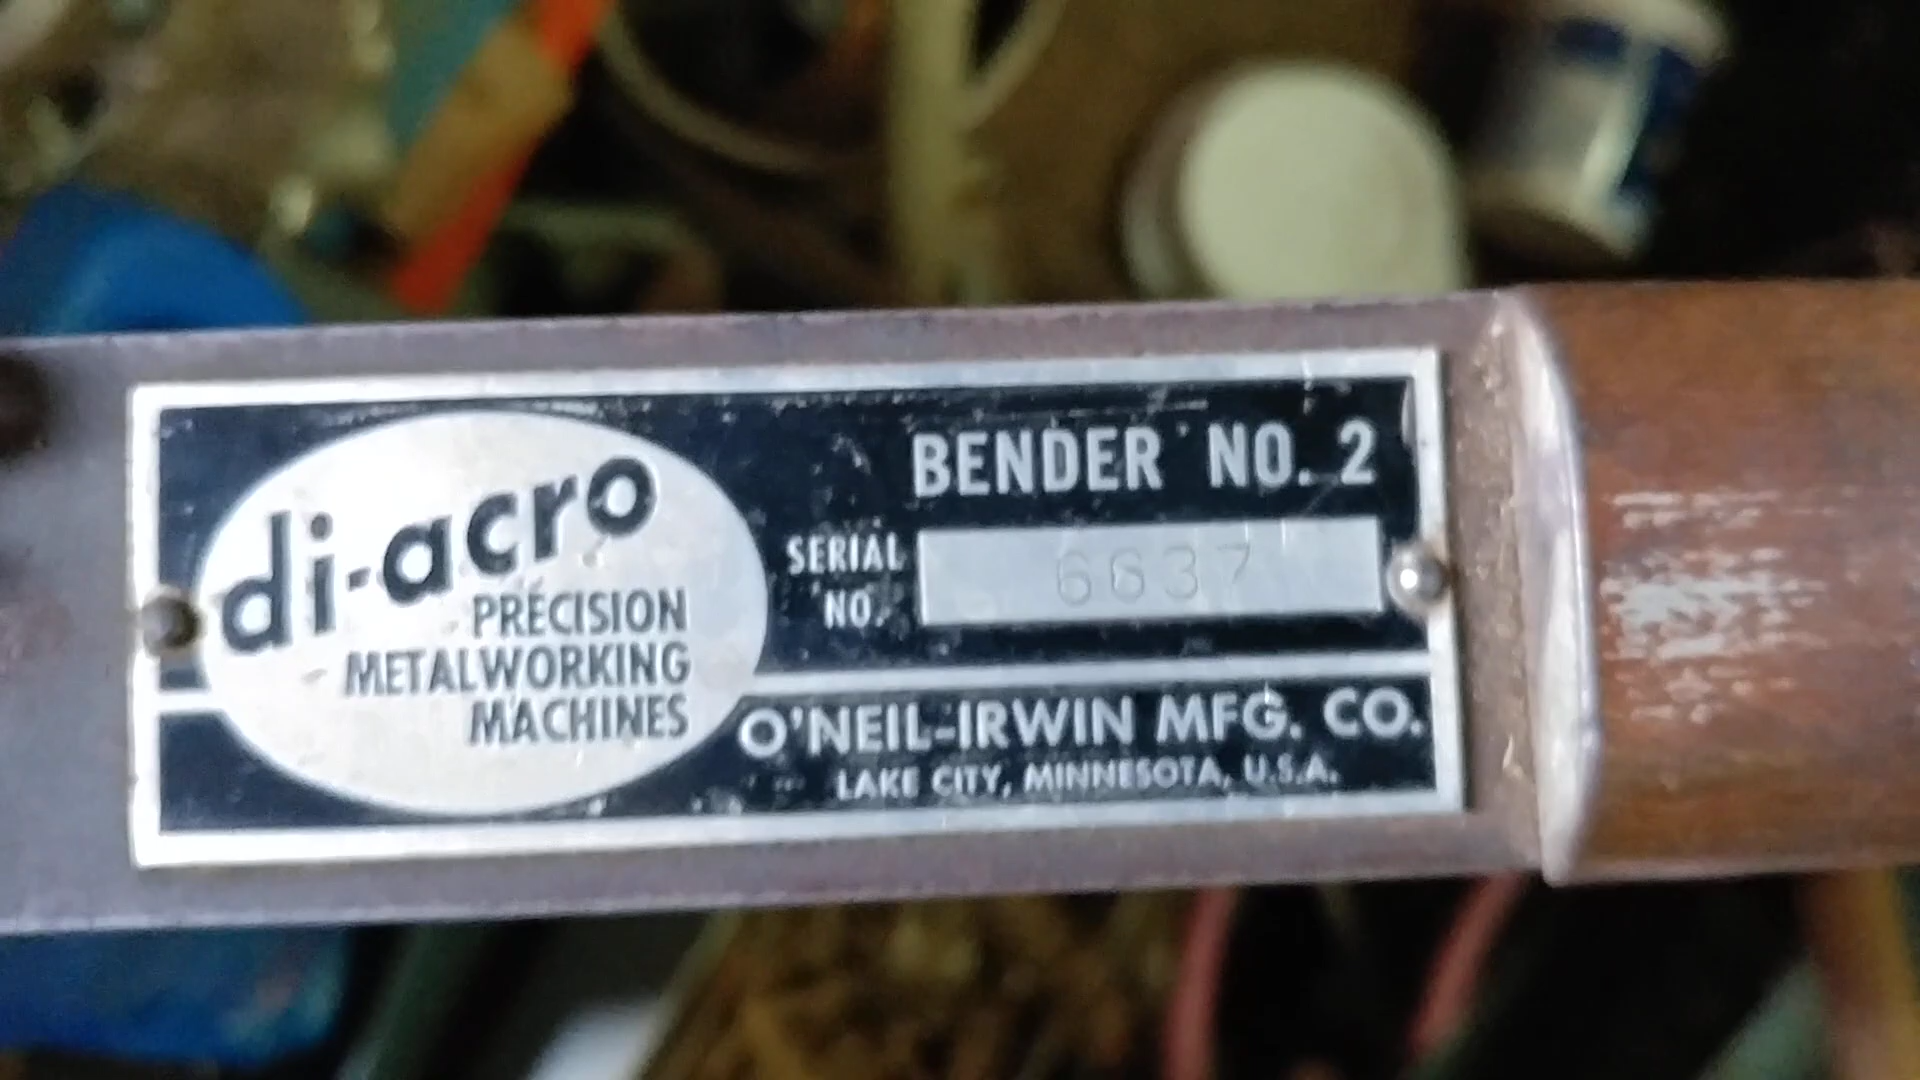 di-acro
PRECISION
METALWORKING
MACHINES
BENDER NO. 2
SERIAL
NO.
6637
O'NEIL-IRWIN MFG. CO.
LAKE CITY, MINNESOTA, U.S.A.